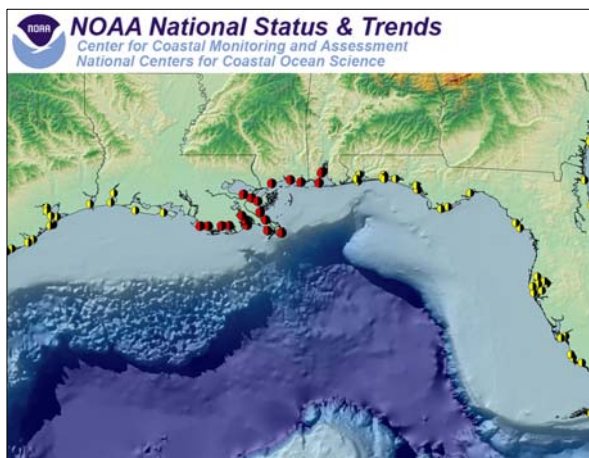 NOAA
NOAA National Status & Trends
Center for Coastal Monitoring and Assessment
National Centers for Coastal Ocean Science